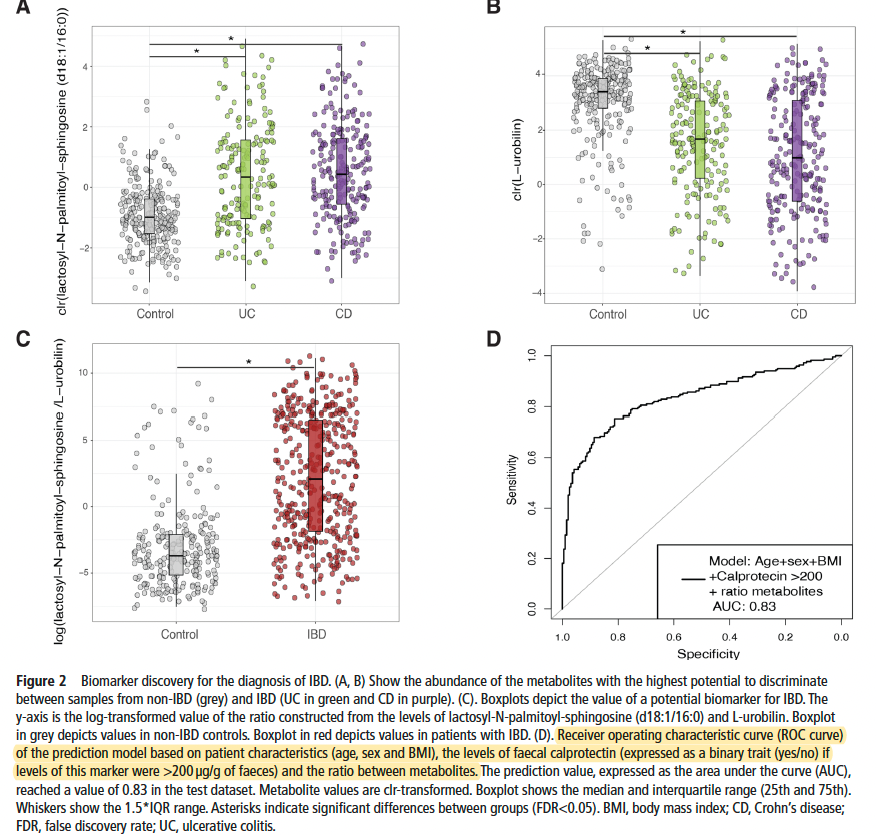 A
clr(lactosyl−N−palmitoyl−sphingosine (d18:1/16:0))
4
2
0
−2
*
*
Control
UC
CD
B
clr(L−urobilin)
4
2
0
−2
−4
*
*
Control
UC
CD
C
log(lactosyl−N−palmitoyl−sphingosine /L−urobilin)
10
5
0
−5
*
Control
IBD
D
Sensitivity
1.0
0.8
0.6
0.4
0.2
0.0
Model: Age+sex+BMI
+Calprotecin >200
+ ratio metabolites
AUC: 0.83
1.0
0.8
0.6
0.4
0.2
0.0
Specificity
Figure 2 Biomarker discovery for the diagnosis of IBD. (A, B) Show the abundance of the metabolites with the highest potential to discriminate
between samples from non-IBD (grey) and IBD (UC in green and CD in purple). (C). Boxplots depict the value of a potential biomarker for IBD. The
y-axis is the log-transformed value of the ratio constructed from the levels of lactosyl-N-palmitoyl-sphingosine (d18:1/16:0) and L-urobilin. Boxplot
in grey depicts values in non-IBD controls. Boxplot in red depicts values in patients with IBD. (D). Receiver operating characteristic curve (ROC curve)
of the prediction model based on patient characteristics (age, sex and BMI), the levels of faecal calprotectin (expressed as a binary trait (yes/no) if
levels of this marker were >200 µg/g of faeces) and the ratio between metabolites. The prediction value, expressed as the area under the curve (AUC),
reached a value of 0.83 in the test dataset. Metabolite values are clr-transformed. Boxplot shows the median and interquartile range (25th and 75th).
Whiskers show the 1.5*IQR range. Asterisks indicate significant differences between groups (FDR<0.05). BMI, body mass index; CD, Crohn's disease;
FDR, false discovery rate; UC, ulcerative colitis.